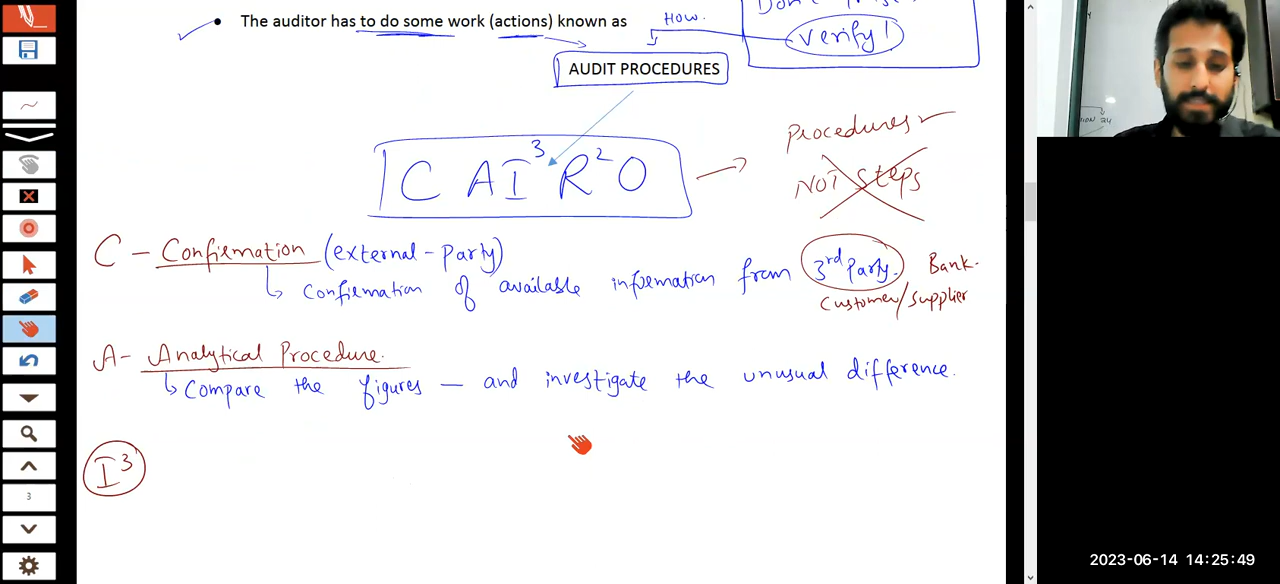 • The auditor has to do some work (actions) known as
How.
verify!
AUDIT PROCEDURES
C A I³ R² O
Procedures
NOT steps
C - Confirmation (external-Party)
Confirmation of available information from 3rd Party. Bank.
Customer/supplier
A- Analytical Procedure.
Compare the figures — and investigate the unusual difference.
I³
3
2023-06-14 14:25:49